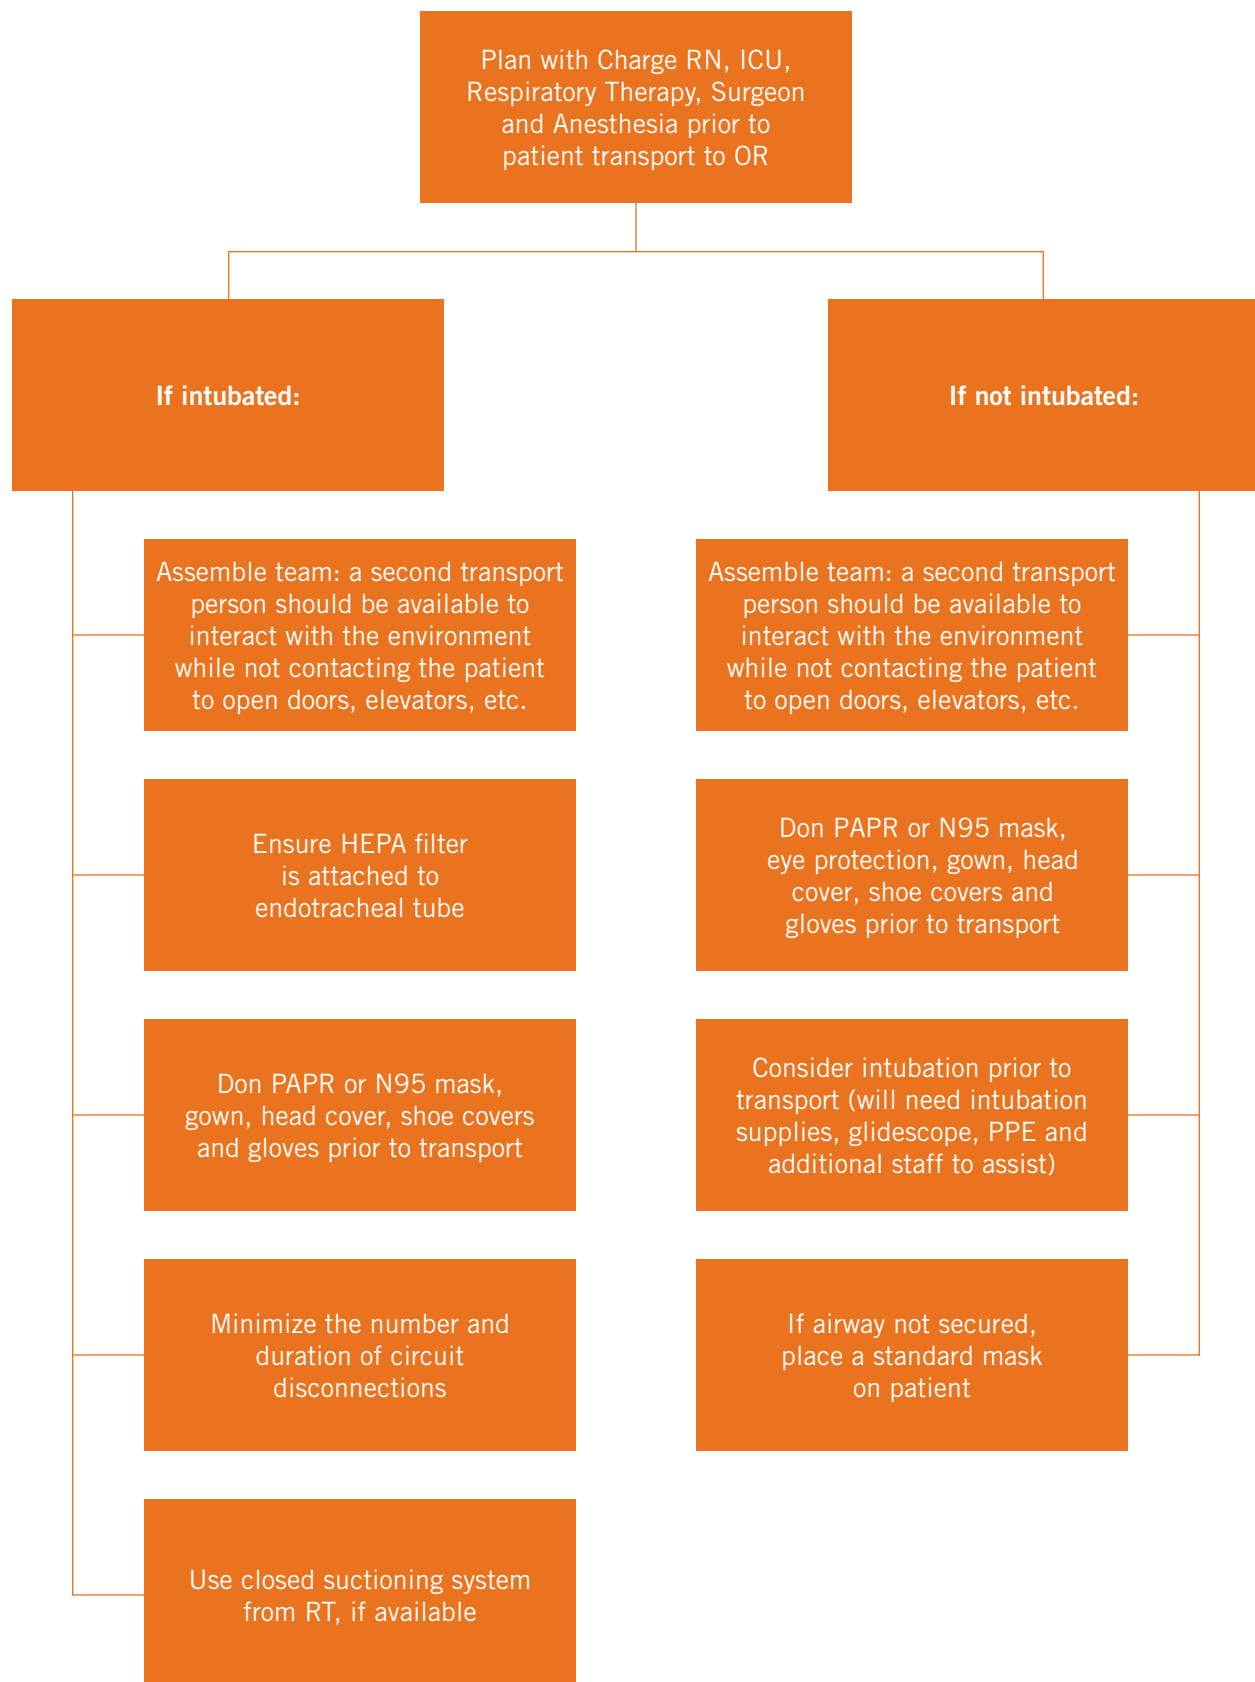 Plan with Charge RN, ICU,
Respiratory Therapy, Surgeon
and Anesthesia prior to
patient transport to OR
If intubated:
Assemble team: a second transport
person should be available to
interact with the environment
while not contacting the patient
to open doors, elevators, etc.
Ensure HEPA filter
is attached to
endotracheal tube
Don PAPR or N95 mask,
gown, head cover, shoe covers
and gloves prior to transport
Minimize the number and
duration of circuit
disconnections
Use closed suctioning system
from RT, if available
If not intubated:
Assemble team: a second transport
person should be available to
interact with the environment
while not contacting the patient
to open doors, elevators, etc.
Don PAPR or N95 mask,
eye protection, gown, head
cover, shoe covers and
gloves prior to transport
Consider intubation prior to
transport (will need intubation
supplies, glidescope, PPE and
additional staff to assist)
If airway not secured,
place a standard mask
on patient